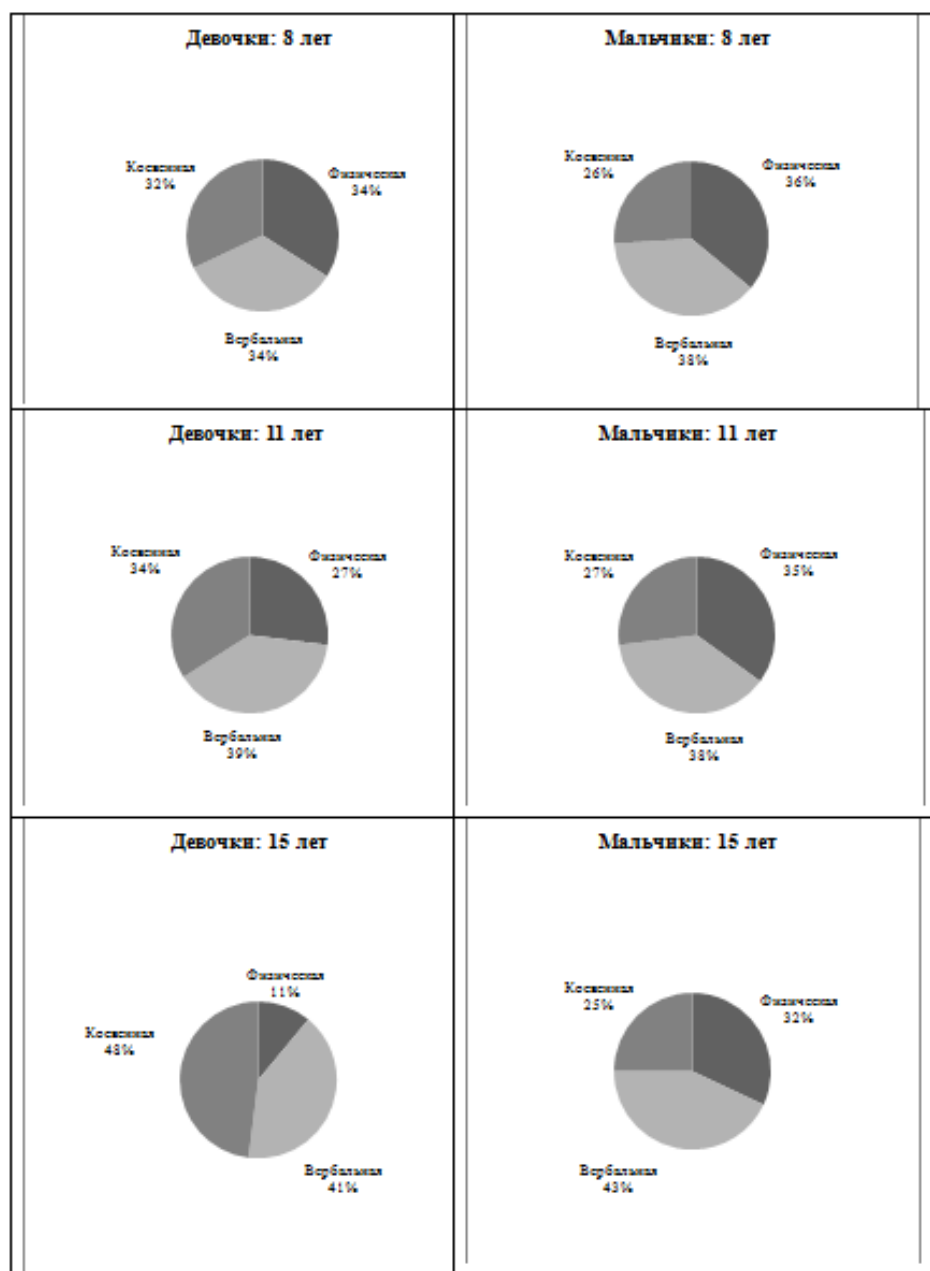 Девочки: 8 лет
Косвенная
32%
Физическая
34%
Вербальная
34%
Мальчики: 8 лет
Косвенная
26%
Физическая
36%
Вербальная
38%
Девочки: 11 лет
Косвенная
34%
Физическая
27%
Вербальная
39%
Мальчики: 11 лет
Косвенная
27%
Физическая
35%
Вербальная
38%
Девочки: 15 лет
Физическая
11%
Косвенная
48%
Вербальная
41%
Мальчики: 15 лет
Косвенная
25%
Физическая
32%
Вербальная
43%